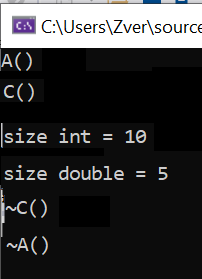 C:\Users\Zver\source
A()
C()
size int = 10
size double = 5
~C()
~A()